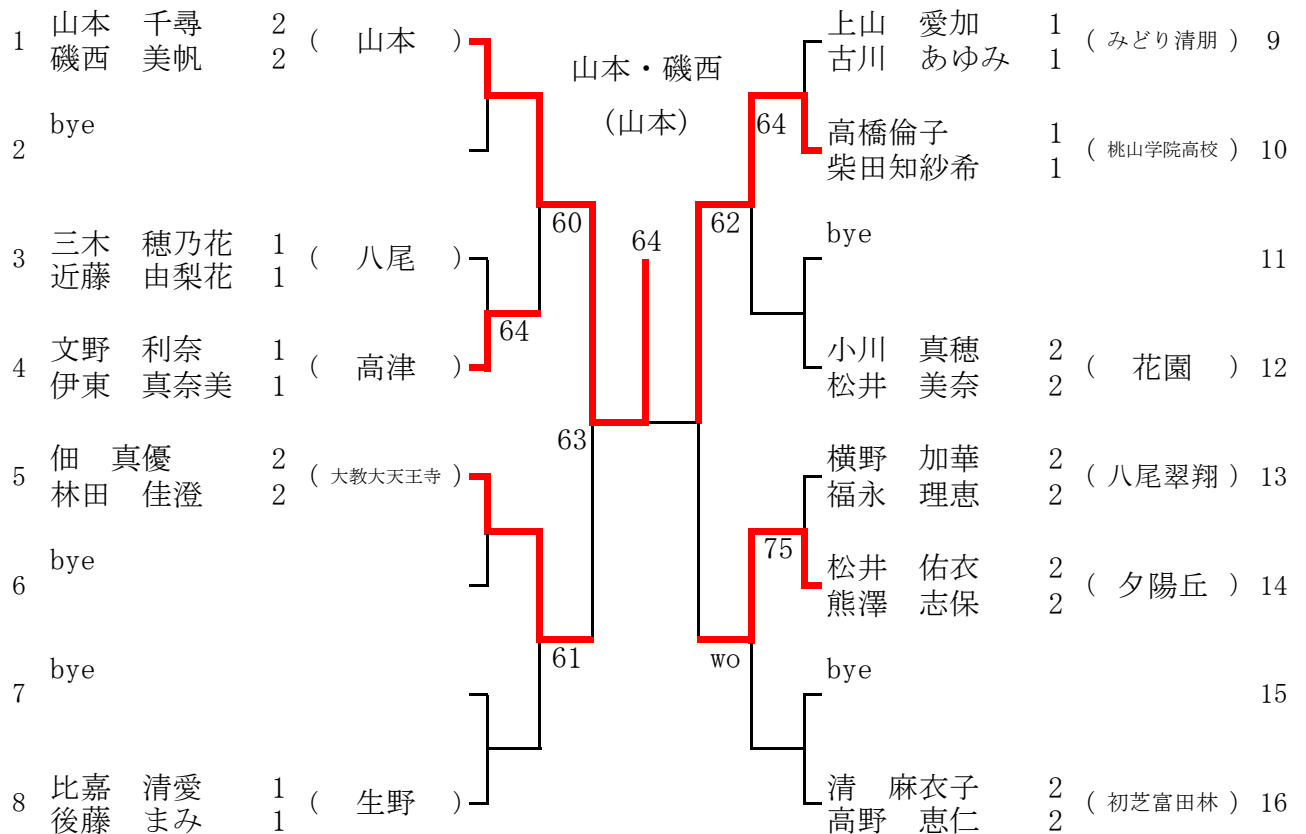 1 山本 千尋 2 ( 山本 )
磯西 美帆 2
2 bye
3 三木 穂乃花 1 ( 八尾 )
近藤 由梨花 1
4 文野 利奈 1 ( 高津 )
伊東 真奈美 1
5 佃 真優 2 ( 大教大天王寺 )
林田 佳澄 2
6 bye
7 bye
8 比嘉 清愛 1 ( 生野 )
後藤 まみ 1
60
64
63
61
山本・磯西
(山本)
64
64
62
75
wo
上山 愛加 1 ( みどり清朋 ) 9
古川 あゆみ 1
高橋倫子 1 ( 桃山学院高校 ) 10
柴田知紗希 1
bye 11
小川 真穂 2 ( 花園 ) 12
松井 美奈 2
横野 加華 2 ( 八尾翠翔 ) 13
福永 理恵 2
松井 佑衣 2 ( 夕陽丘 ) 14
熊澤 志保 2
bye 15
清 麻衣子 2 ( 初芝富田林 ) 16
高野 恵仁 2